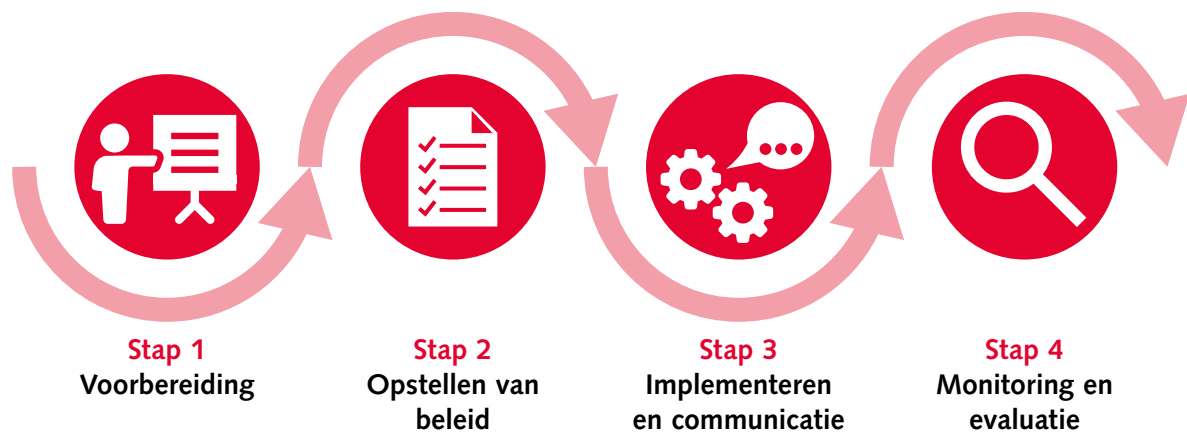 Stap 1
Voorbereiding
Stap 2
Opstellen van
beleid
Stap 3
Implementeren
en communicatie
Stap 4
Monitoring en
evaluatie